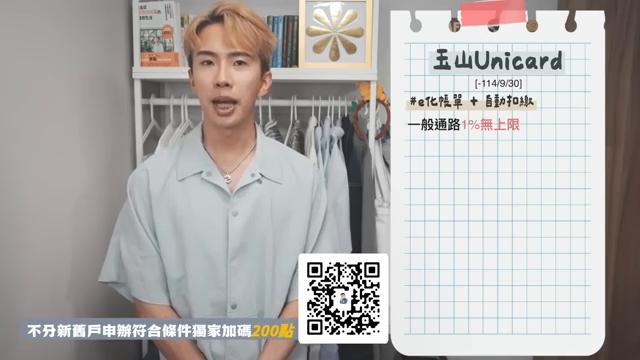 玉山Unicard
[-114/9/30]
#e化帳單 + 自動扣繳
一般通路1%無上限
不分新舊戶申辦符合條件獨家加碼200點